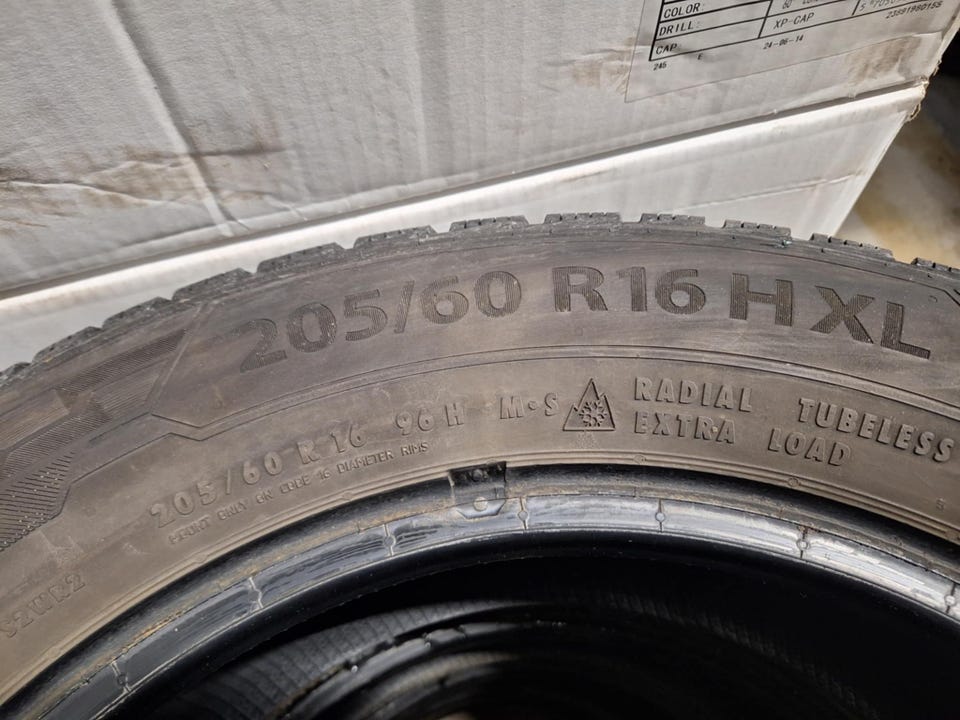 COLOR:
DRILL:
XP-CAP
CAP
24-06-14
245 E
205/60 R16 H XL
205/60 R 16 96 H M•S
RADIAL TUBELESS
EXTRA LOAD
MOUNT ONLY ON CODE 16 DIAMETER RIMS